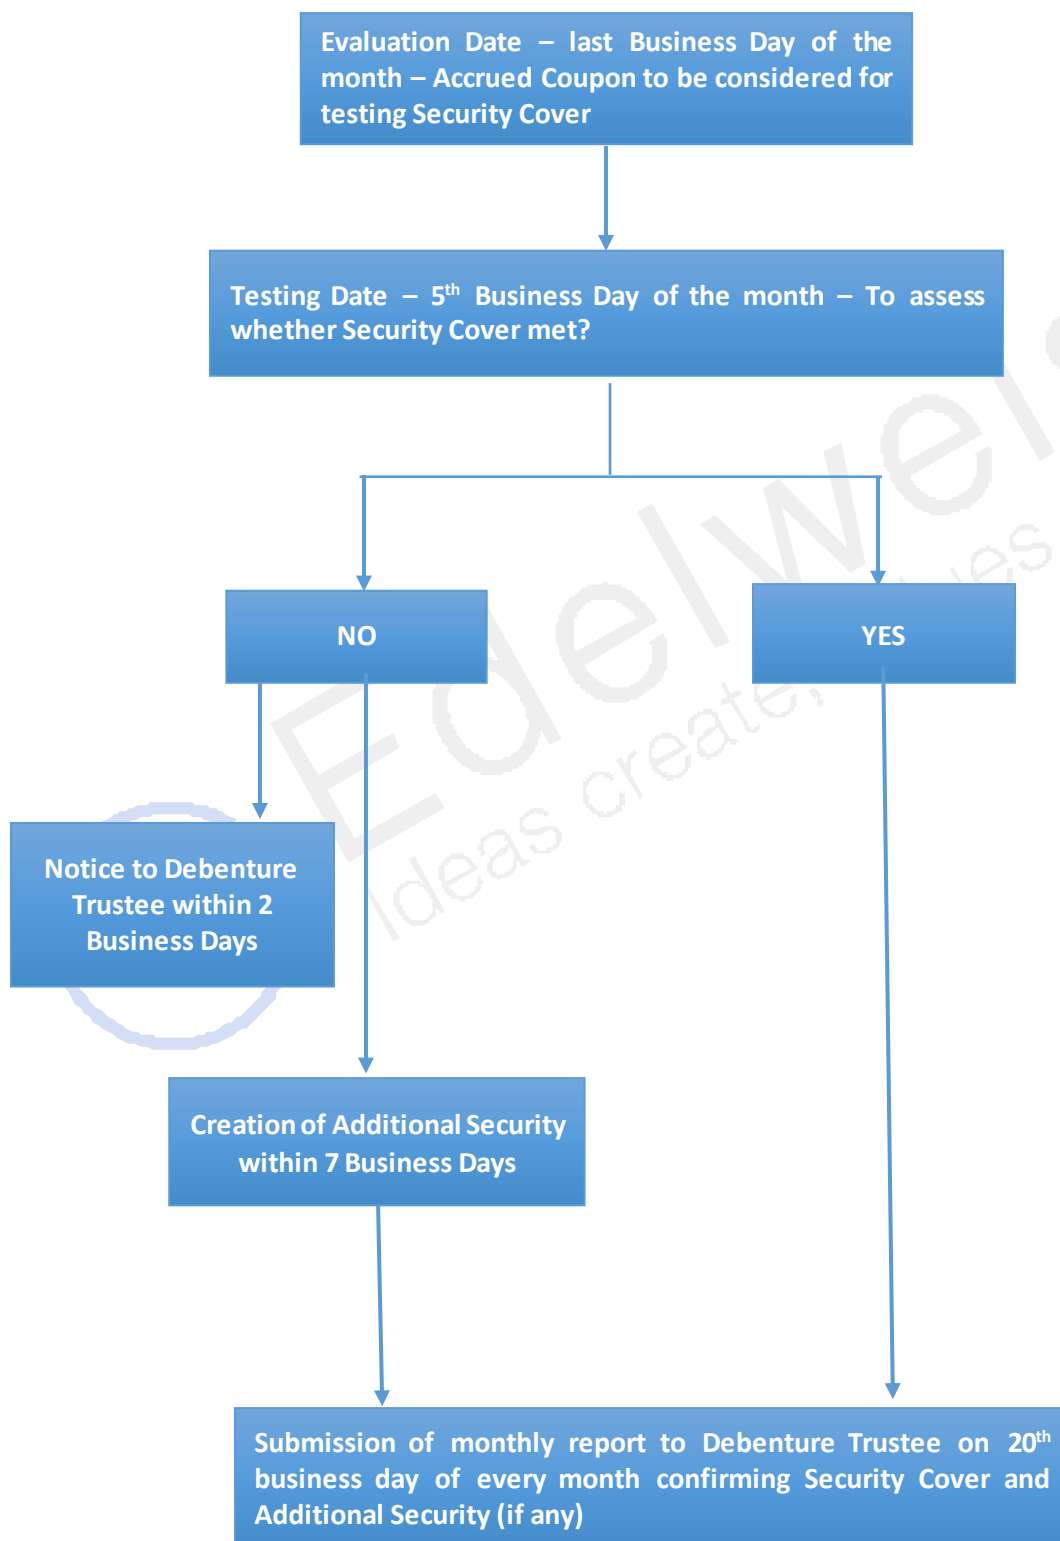 Evaluation Date – last Business Day of the
month – Accrued Coupon to be considered for
testing Security Cover
Testing Date – 5th Business Day of the month – To assess
whether Security Cover met?
NO
YES
Notice to Debenture
Trustee within 2
Business Days
Creation of Additional Security
within 7 Business Days
Submission of monthly report to Debenture Trustee on 20th
business day of every month confirming Security Cover and
Additional Security (if any)
Ideas create,